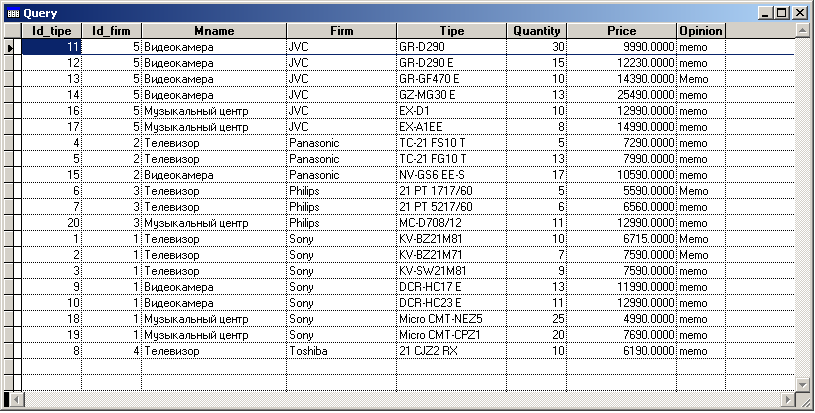 Query
Id_tipe Id_firm Mname Firm Tipe Quantity Price Opinion
11 5 Видеокамера JVC GR-D290 30 9990.0000 memo
12 5 Видеокамера JVC GR-D290 E 15 12230.0000 memo
13 5 Видеокамера JVC GR-GF470 E 10 14390.0000 Memo
14 5 Видеокамера JVC GZ-MG30 E 13 25490.0000 memo
16 5 Музыкальный центр JVC EX-D1 10 12990.0000 memo
17 5 Музыкальный центр JVC EX-A1EE 8 14990.0000 memo
4 2 Телевизор Panasonic TC-21 FS10 T 5 7290.0000 memo
5 2 Телевизор Panasonic TC-21 FG10 T 13 7990.0000 memo
15 2 Видеокамера Panasonic NV-GS6 EE-S 17 10590.0000 memo
6 3 Телевизор Philips 21 PT 1717/60 5 5590.0000 Memo
7 3 Телевизор Philips 21 PT 5217/60 6 6560.0000 memo
20 3 Музыкальный центр Philips MC-D708/12 11 12990.0000 memo
1 1 Телевизор Sony KV-BZ21M81 10 6715.0000 Memo
2 1 Телевизор Sony KV-BZ21M71 7 7590.0000 Memo
3 1 Телевизор Sony KV-SW21M81 9 7590.0000 memo
9 1 Видеокамера Sony DCR-HC17 E 13 11990.0000 memo
10 1 Видеокамера Sony DCR-HC23 E 11 12990.0000 memo
18 1 Музыкальный центр Sony Micro CMT-NEZ5 25 4990.0000 memo
19 1 Музыкальный центр Sony Micro CMT-CPZ1 20 7690.0000 memo
8 4 Телевизор Toshiba 21 CJZ2 RX 10 6190.0000 memo